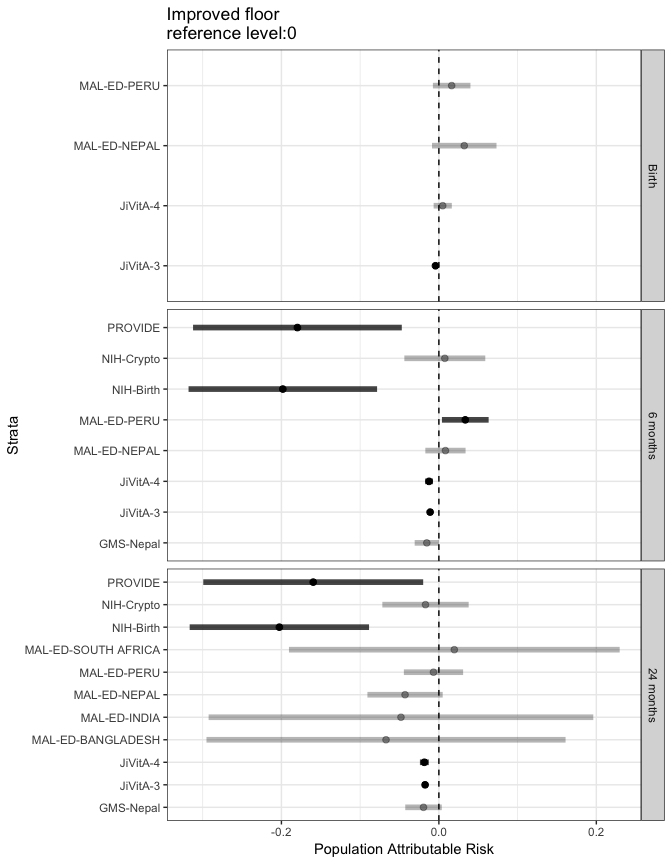 Improved floor
reference level:0
Strata
Birth
MAL-ED-PERU
MAL-ED-NEPAL
JiVitA-4
JiVitA-3
6 months
PROVIDE
NIH-Crypto
NIH-Birth
MAL-ED-PERU
MAL-ED-NEPAL
JiVitA-4
JiVitA-3
GMS-Nepal
24 months
PROVIDE
NIH-Crypto
NIH-Birth
MAL-ED-SOUTH AFRICA
MAL-ED-PERU
MAL-ED-NEPAL
MAL-ED-INDIA
MAL-ED-BANGLADESH
JiVitA-4
JiVitA-3
GMS-Nepal
-0.2 0.0 0.2
Population Attributable Risk